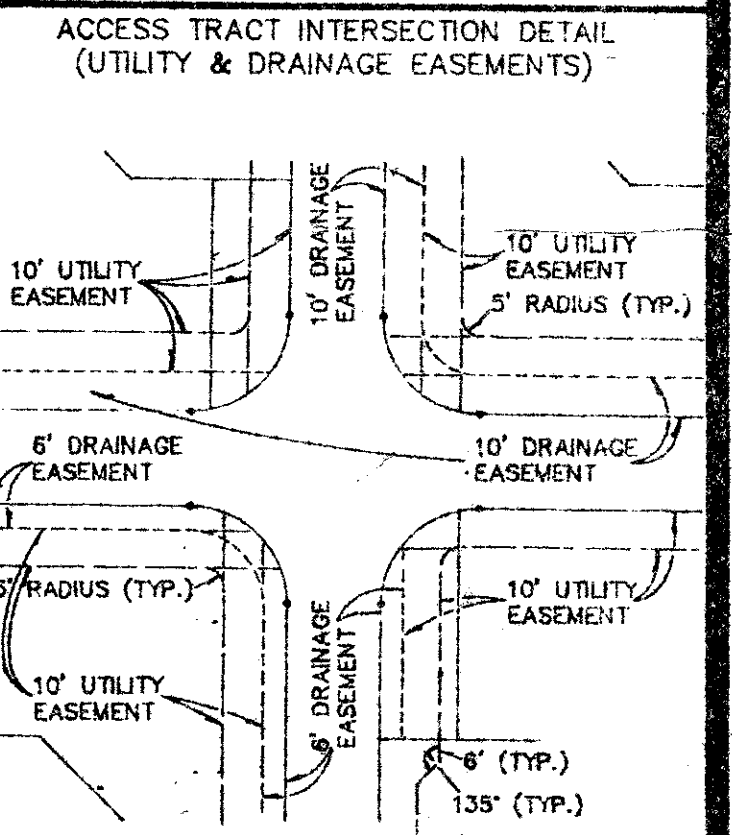 ACCESS TRACT INTERSECTION DETAIL
(UTILITY & DRAINAGE EASEMENTS)
10' DRAINAGE
EASEMENT
10' UTILITY
EASEMENT
10' UTILITY
EASEMENT
5' RADIUS (TYP.)
6' DRAINAGE
EASEMENT
10' DRAINAGE
EASEMENT
5' RADIUS (TYP.)
10' UTILITY
EASEMENT
6' DRAINAGE
EASEMENT
10' UTILITY
EASEMENT
6' (TYP.)
135° (TYP.)